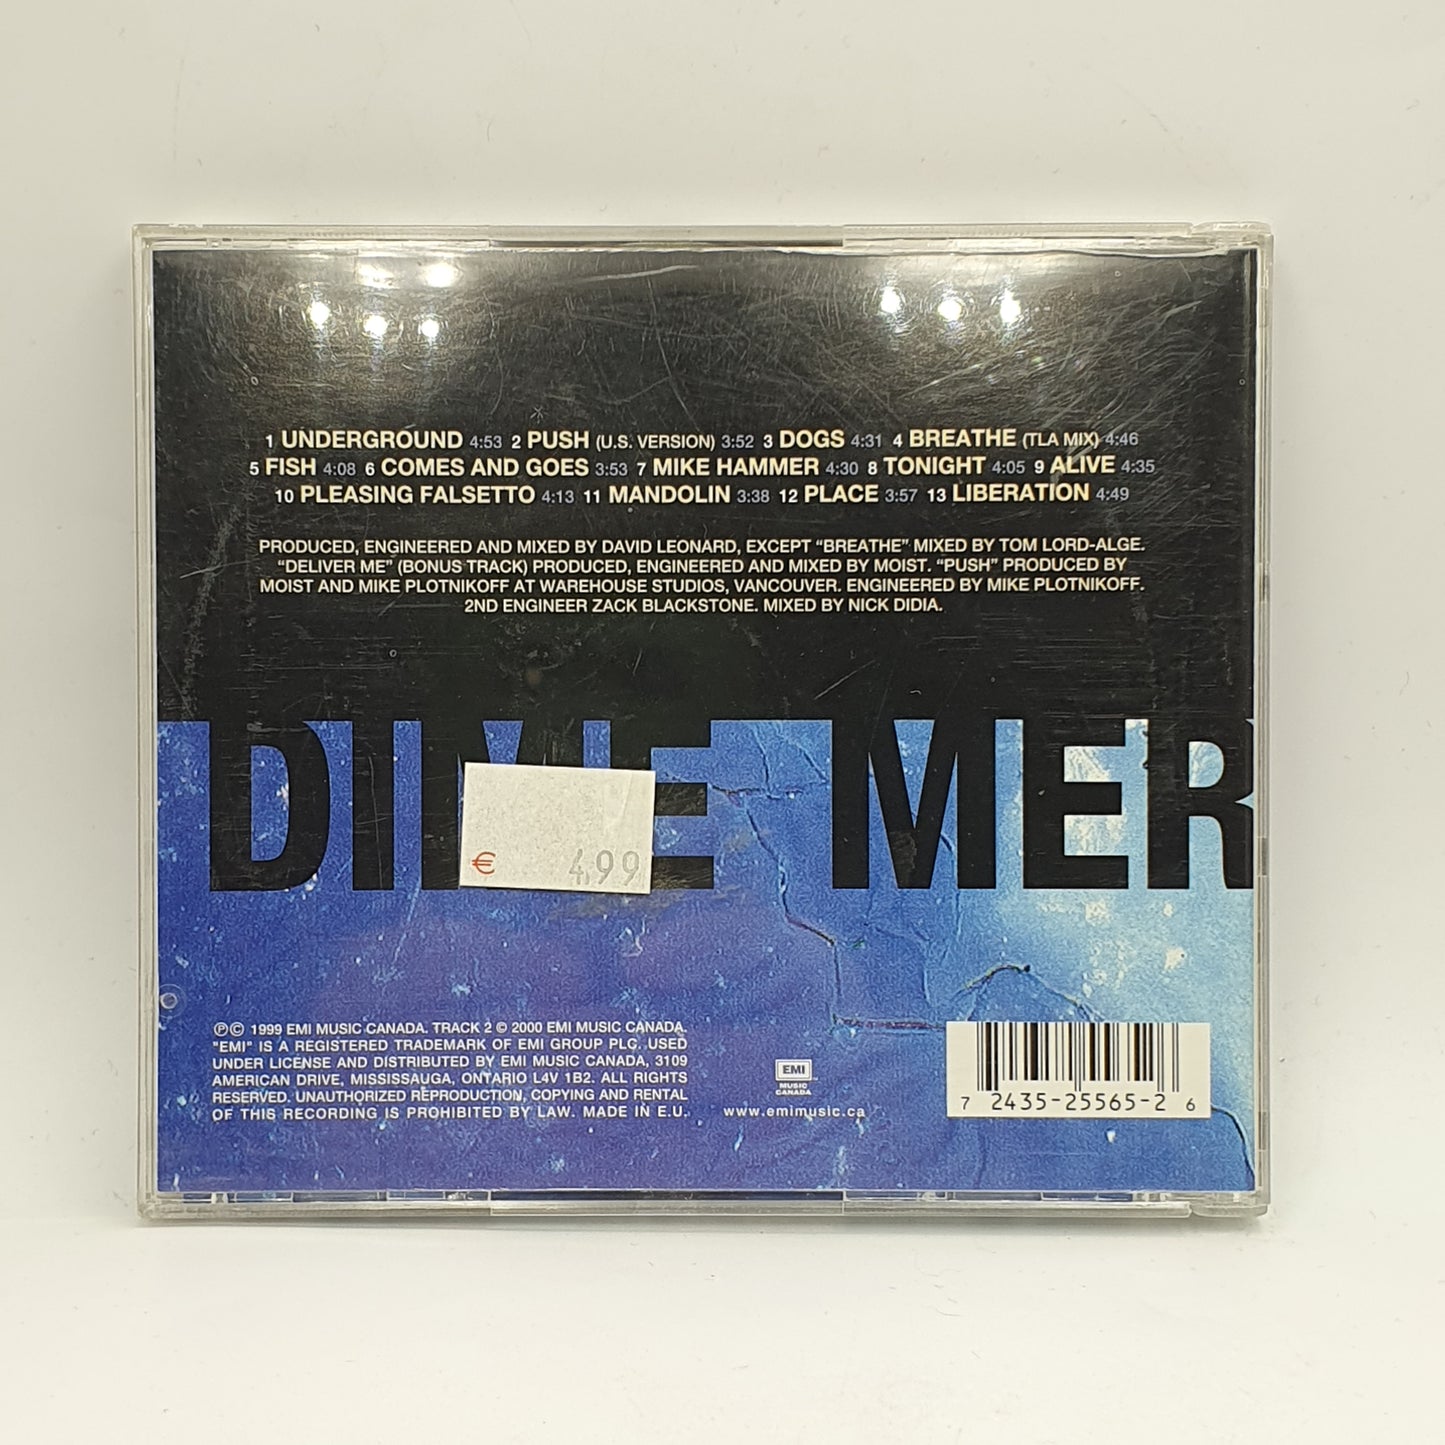 1 UNDERGROUND 4:53 2 PUSH (U.S. VERSION) 3:52 3 DOGS 4:31 4 BREATHE (TLA MIX) 4:46
5 FISH 4:08 6 COMES AND GOES 3:53 7 MIKE HAMMER 4:30 8 TONIGHT 4:05 9 ALIVE 4:35
10 PLEASING FALSETTO 4:13 11 MANDOLIN 3:38 12 PLACE 3:57 13 LIBERATION 4:49
PRODUCED, ENGINEERED AND MIXED BY DAVID LEONARD, EXCEPT “BREATHE” MIXED BY TOM LORD-ALGE.
“DELIVER ME” (BONUS TRACK) PRODUCED, ENGINEERED AND MIXED BY MOIST. “PUSH” PRODUCED BY
MOIST AND MIKE PLOTNIKOFF AT WAREHOUSE STUDIOS, VANCOUVER. ENGINEERED BY MIKE PLOTNIKOFF.
2ND ENGINEER ZACK BLACKSTONE. MIXED BY NICK DIDIA.
MER
€ 4.99
℗© 1999 EMI MUSIC CANADA. TRACK 2 © 2000 EMI MUSIC CANADA.
"EMI" IS A REGISTERED TRADEMARK OF EMI GROUP PLC. USED
UNDER LICENSE AND DISTRIBUTED BY EMI MUSIC CANADA, 3109
AMERICAN DRIVE, MISSISSAUGA, ONTARIO L4V 1B2. ALL RIGHTS
RESERVED. UNAUTHORIZED REPRODUCTION, COPYING AND RENTAL
OF THIS RECORDING IS PROHIBITED BY LAW. MADE IN E.U.
EMI
MUSIC
CANADA
www.emimusic.ca
7 2435-25565-2 6